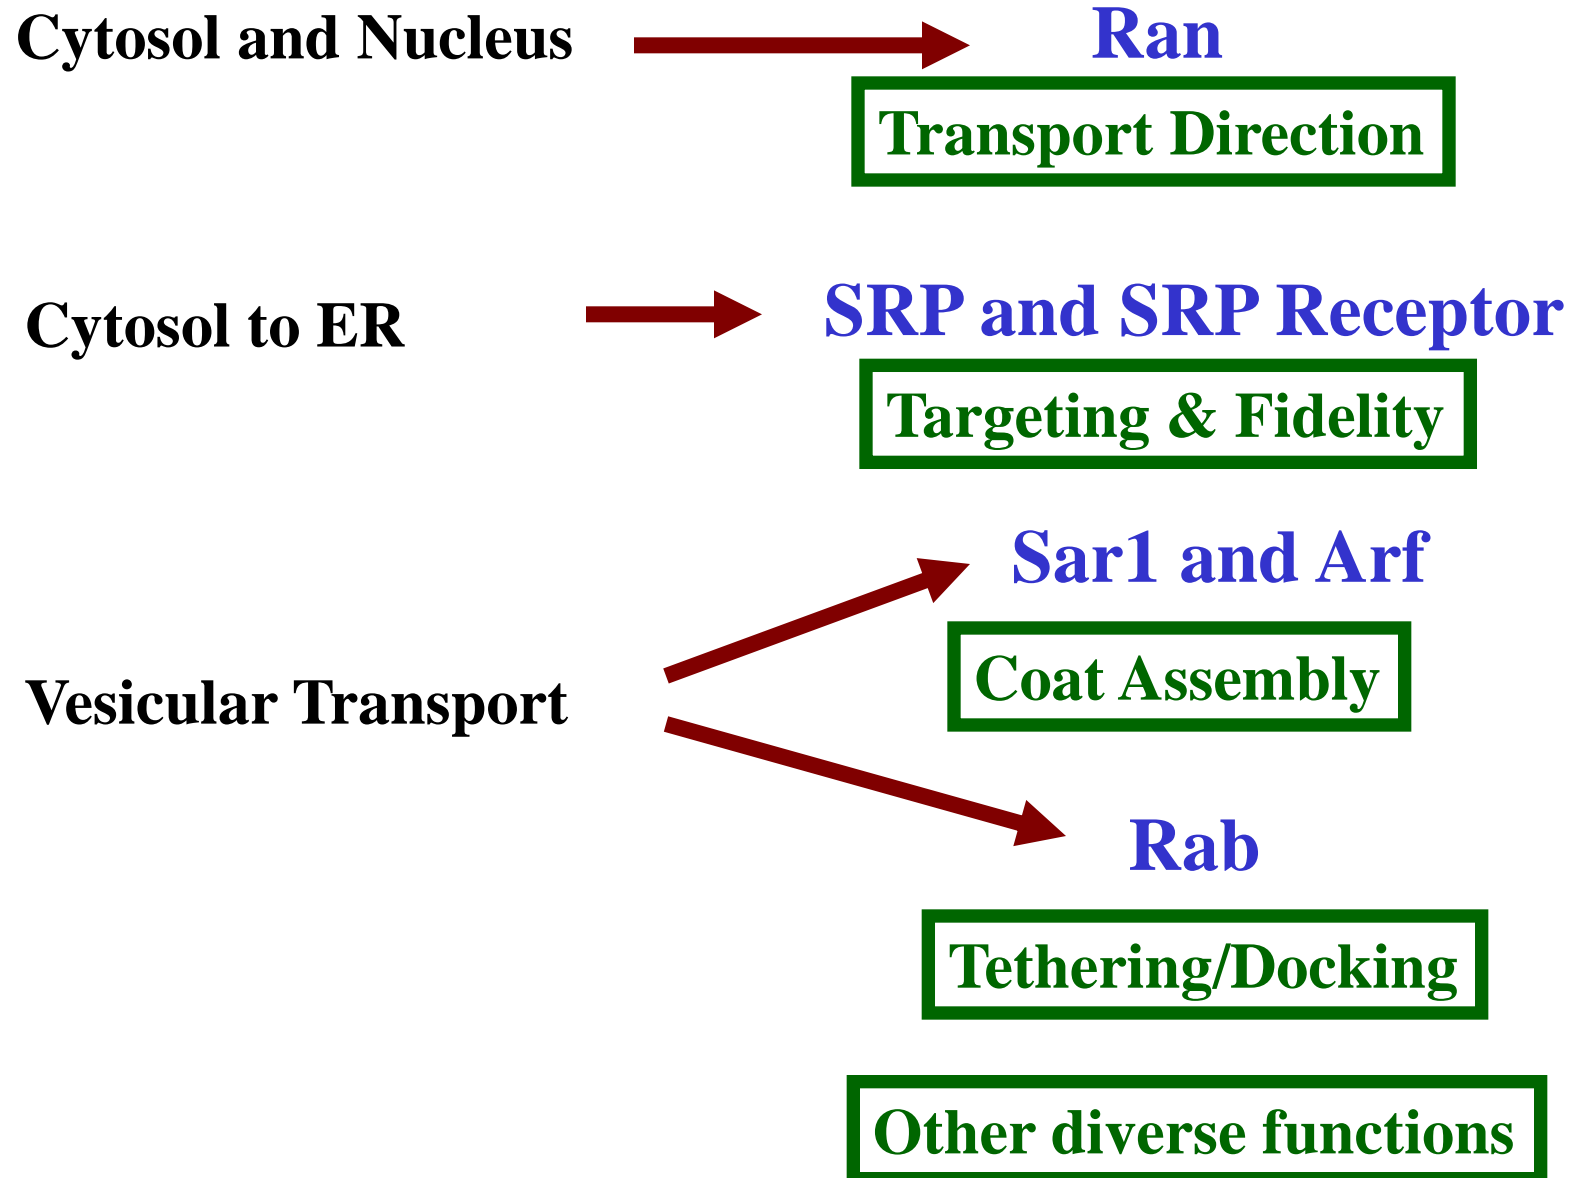 Cytosol and Nucleus
Ran
Transport Direction
Cytosol to ER
SRP and SRP Receptor
Targeting & Fidelity
Sar1 and Arf
Coat Assembly
Vesicular Transport
Rab
Tethering/Docking
Other diverse functions